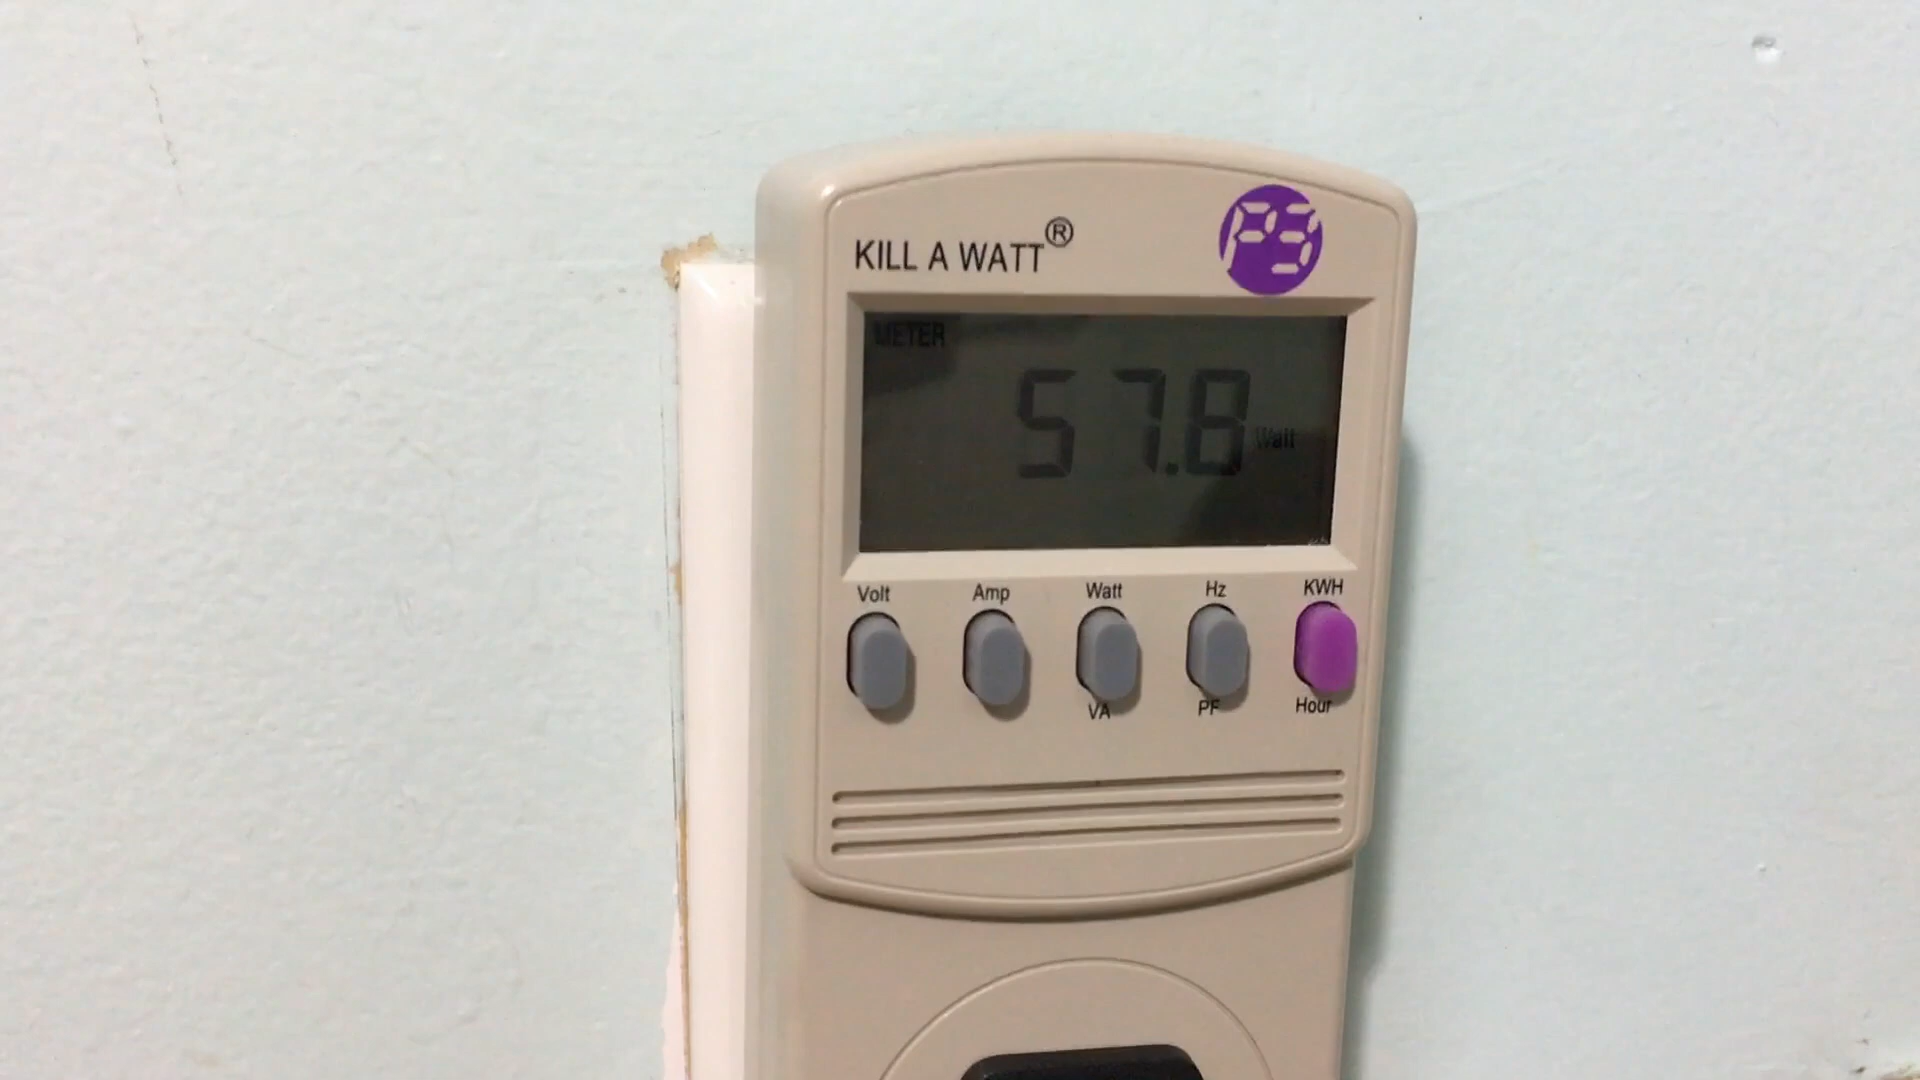 KILL A WATT®
P3
METER
57.8 Watt
Volt Amp Watt Hz KWH
VA PF Hour